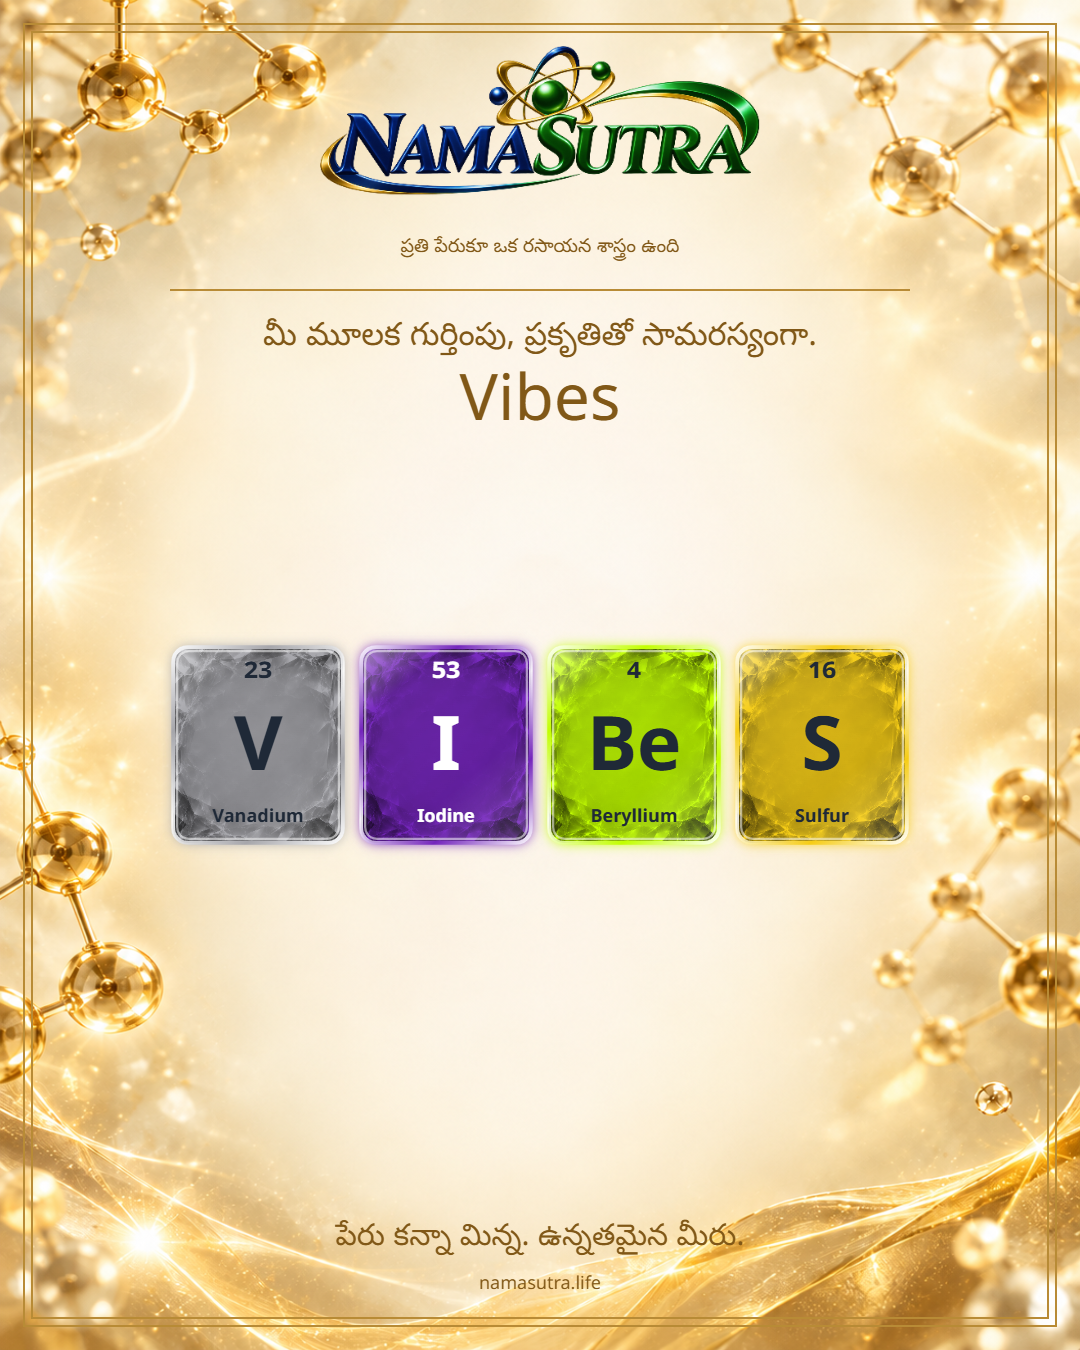 NAMASUTRA
ప్రతి పేరుకూ ఒక రసాయన శాస్త్రం ఉంది
మీ మూలక గుర్తింపు, ప్రకృతితో సామరస్యంగా.
Vibes
23 53 4 16
V I Be S
Vanadium Iodine Beryllium Sulfur
పేరు కన్నా మిన్న. ఉన్నతమైన మీరు.
namasutra.life